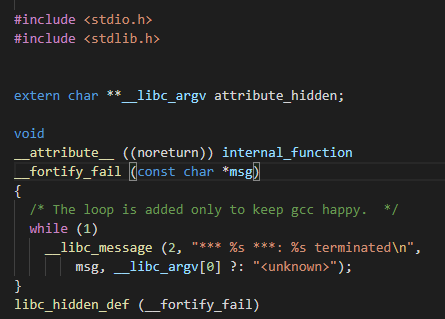 #include <stdio.h>
#include <stdlib.h>
extern char **__libc_argv attribute_hidden;
void
__attribute__ ((noreturn)) internal_function
__fortify_fail (const char *msg)
{
/* The loop is added only to keep gcc happy.  */
while (1)
__libc_message (2, "*** %s ***: %s terminated\n",
msg, __libc_argv[0] ?: "<unknown>");
}
libc_hidden_def (__fortify_fail)